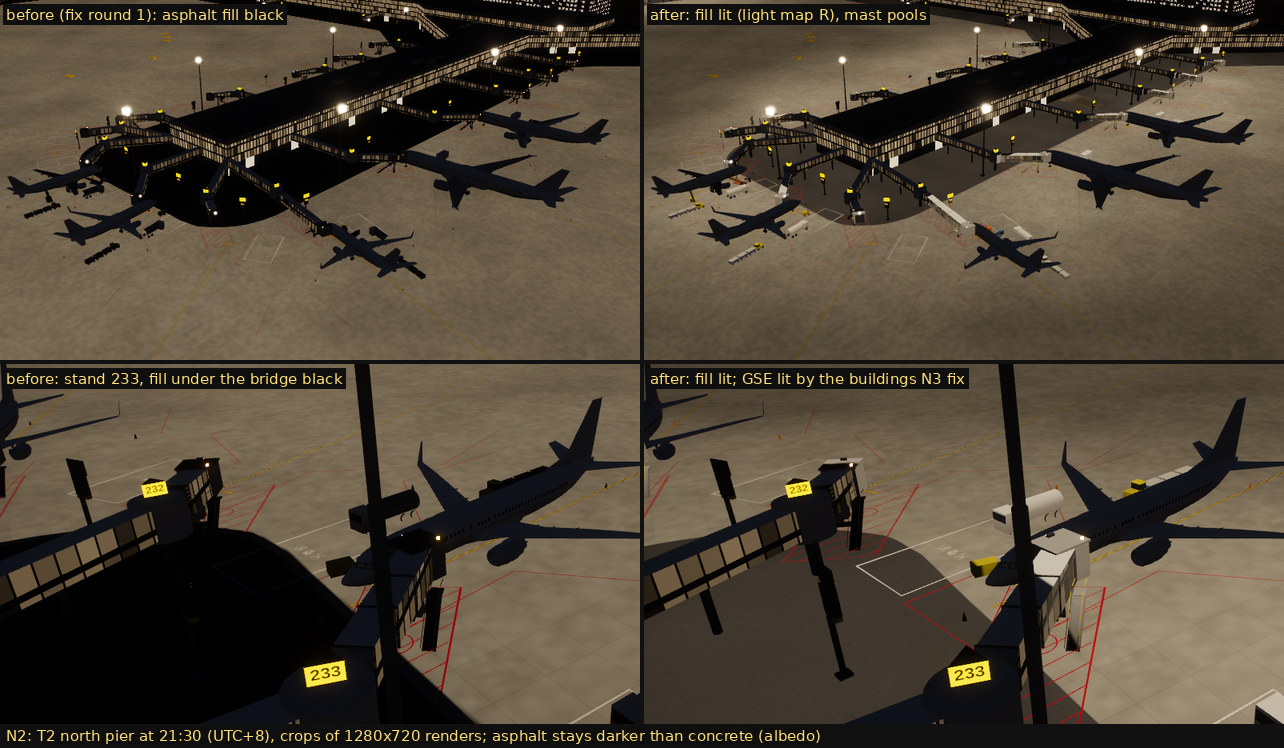 before (fix round 1): asphalt fill black
after: fill lit (light map R), mast pools
before: stand 233, fill under the bridge black
after: fill lit; GSE lit by the buildings N3 fix
232
232
233
233
N2: T2 north pier at 21:30 (UTC+8), crops of 1280x720 renders; asphalt stays darker than concrete (albedo)